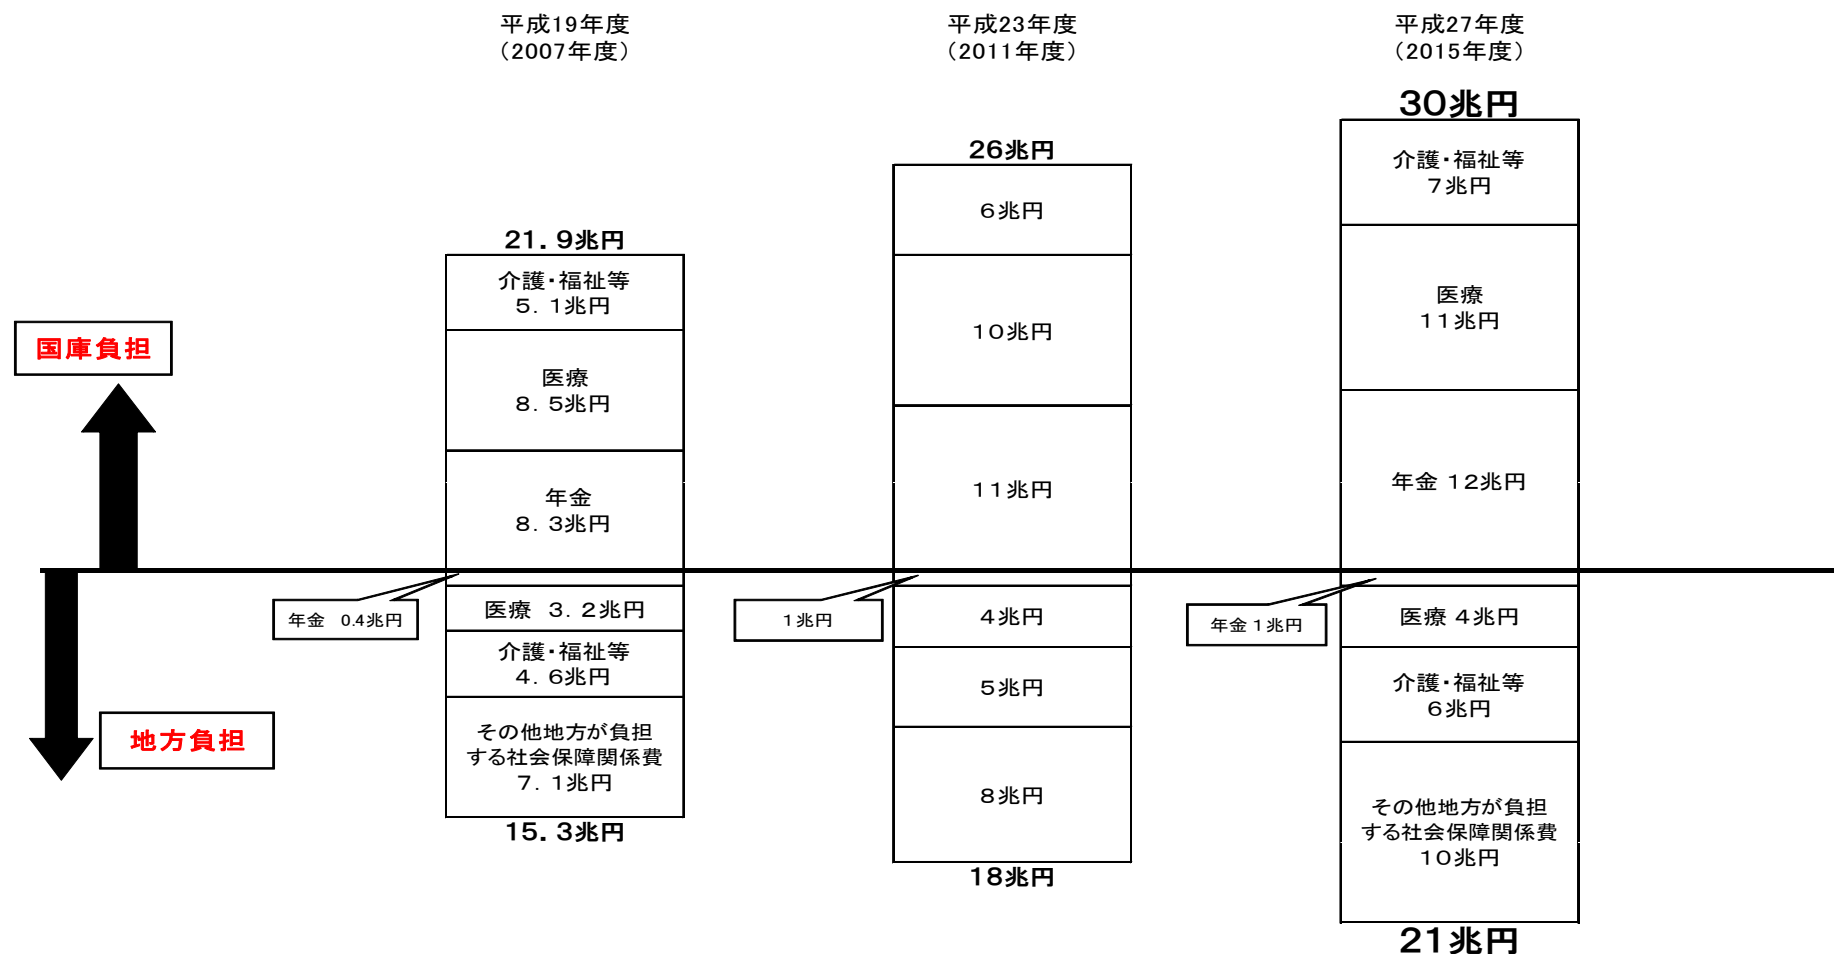 平成19年度
（2007年度）
平成23年度
（2011年度）
平成27年度
（2015年度）
30兆円
介護・福祉等
7兆円
医療
11兆円
年金 12兆円
26兆円
6兆円
10兆円
11兆円
21．9兆円
介護・福祉等
5．1兆円
医療
8．5兆円
年金
8．3兆円
国庫負担
地方負担
年金　0.4兆円
医療　3．2兆円
介護・福祉等
4．6兆円
その他地方が負担
する社会保障関係費
7．1兆円
15．3兆円
1兆円
4兆円
5兆円
8兆円
18兆円
年金 1兆円
医療 4兆円
介護・福祉等
6兆円
その他地方が負担
する社会保障関係費
10兆円
21兆円